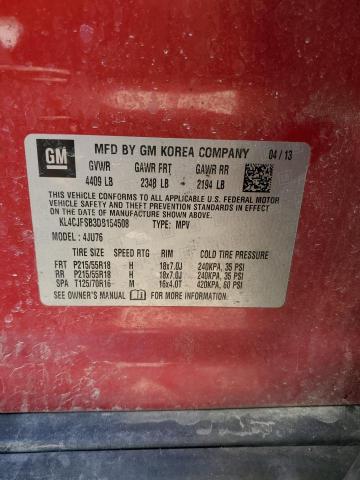 GM MFD BY GM KOREA COMPANY 04/13
GVWR GAWR FRT GAWR RR
4409 LB 2348 LB 2194 LB
THIS VEHICLE CONFORMS TO ALL APPLICABLE U.S. FEDERAL MOTOR
VEHICLE SAFETY, BUMPER, AND THEFT PREVENTION STANDARDS IN
EFFECT ON THE DATE OF MANUFACTURE SHOWN ABOVE.
KL4CJFSB3DB154508 TYPE: MPV
MODEL: 4JU76
TIRE SIZE SPEED RTG RIM COLD TIRE PRESSURE
FRT P215/55R18 H 18x7.0J 240KPA, 35 PSI
RR P215/55R18 H 18x7.0J 240KPA, 35 PSI
SPA T125/70R16 M 16x4.0T 420KPA, 60 PSI
SEE OWNER'S MANUAL FOR MORE INFORMATION.